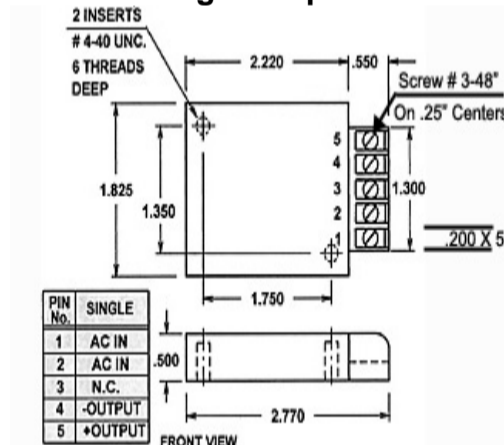 2 INSERTS
# 4-40 UNC.
6 THREADS
DEEP
2.220
.550
Screw # 3-48"
On .25" Centers
5
4
3
2
1
1.825
1.350
1.300
.200 X 5
1.750
PIN No. SINGLE
1 AC IN
2 AC IN
3 N.C.
4 -OUTPUT
5 +OUTPUT
.500
2.770
FRONT VIEW